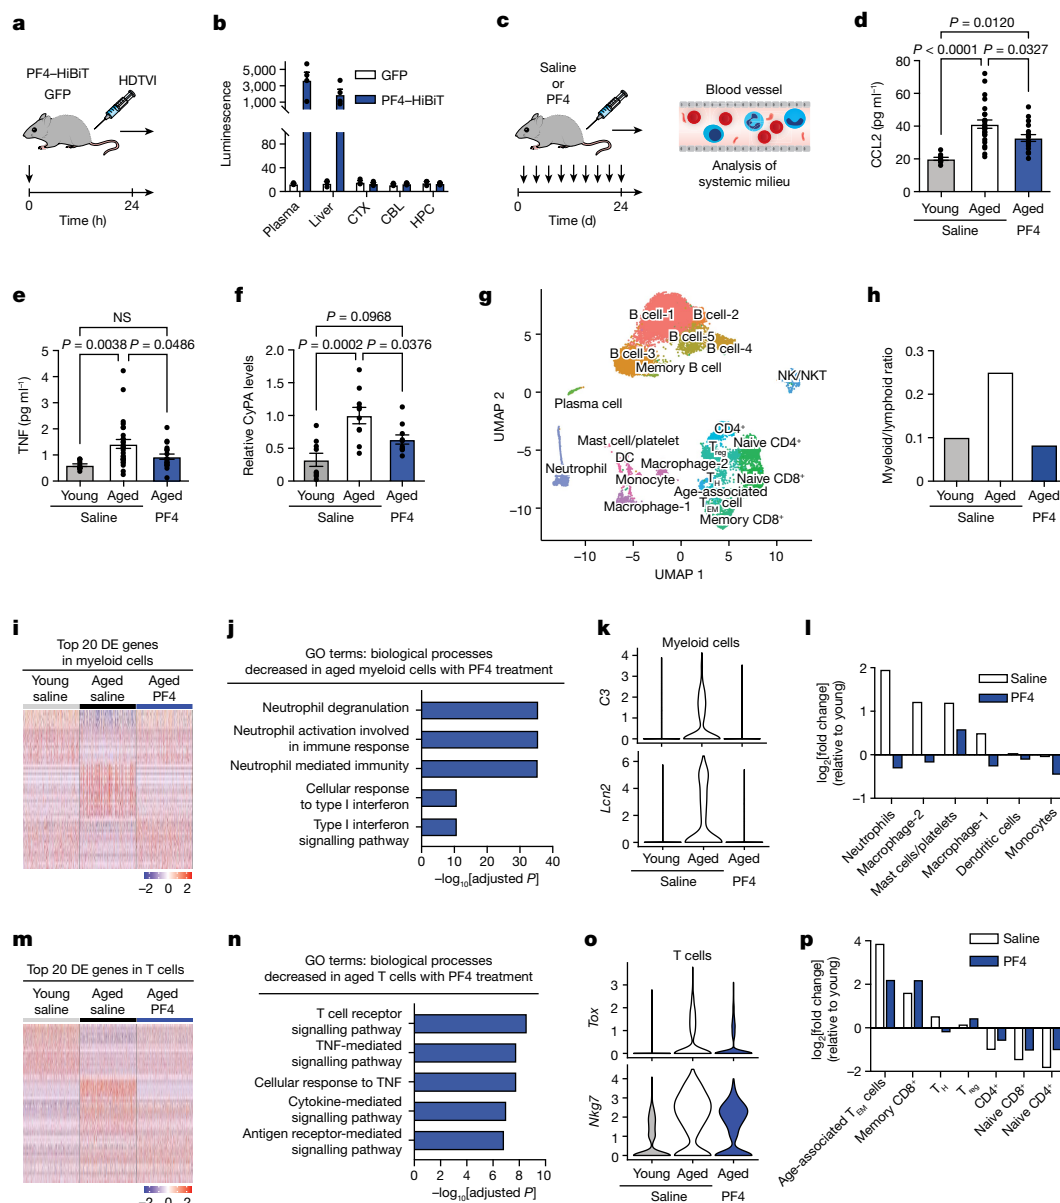 a
PF4–HiBiT
GFP
HDTVI
0
24
Time (h)
b
Luminescence
5,000
3,000
1,000
80
40
0
GFP
PF4–HiBiT
Plasma
Liver
CTX
CBL
HPC
c
Saline
or
PF4
0
24
Time (d)
Blood vessel
Analysis of
systemic milieu
d
P = 0.0120
P < 0.0001
P = 0.0327
CCL2 (pg ml⁻¹)
80
60
40
20
0
Young
Aged
Aged
Saline
PF4
e
NS
P = 0.0038
P = 0.0486
TNF (pg ml⁻¹)
5
4
3
2
1
0
Young
Aged
Aged
Saline
PF4
f
P = 0.0968
P = 0.0002
P = 0.0376
Relative CyPA levels
2.0
1.5
1.0
0.5
0
Young
Aged
Aged
Saline
PF4
g
UMAP 2
5
0
−5
−10
B cell-1
B cell-2
B cell-5
B cell-4
B cell-3
Memory B cell
NK/NKT
Plasma cell
CD4⁺
Mast cell/platelet
Treg
Naive CD4⁺
DC
Macrophage-2
Neutrophil
Monocyte
TH
Naive CD8⁺
Age-associated
Macrophage-1
TEM cell
Memory CD8⁺
−10
−5
0
5
10
UMAP 1
h
Myeloid/lymphoid ratio
0.3
0.2
0.1
0
Young
Aged
Aged
Saline
PF4
i
Top 20 DE genes
in myeloid cells
Young
saline
Aged
saline
Aged
PF4
−2 0 2
j
GO terms: biological processes
decreased in aged myeloid cells with PF4 treatment
Neutrophil degranulation
Neutrophil activation involved
in immune response
Neutrophil mediated immunity
Cellular response
to type I interferon
Type I interferon
signalling pathway
0
10
20
30
40
−log₁₀[adjusted P]
k
Myeloid cells
C3
4
3
2
1
0
Lcn2
6
4
2
0
Young
Aged
Aged
Saline
PF4
l
log₂[fold change]
(relative to young)
2
1
0
−1
Saline
PF4
Neutrophils
Macrophage-2
Mast cells/platelets
Macrophage-1
Dendritic cells
Monocytes
m
Top 20 DE genes in T cells
Young
saline
Aged
saline
Aged
PF4
−2 0 2
n
GO terms: biological processes
decreased in aged T cells with PF4 treatment
T cell receptor
signalling pathway
TNF-mediated
signalling pathway
Cellular response to TNF
Cytokine-mediated
signalling pathway
Antigen receptor-mediated
signalling pathway
0
2
4
6
8
10
−log₁₀[adjusted P]
o
T cells
Tox
3
2
1
0
Nkg7
4
3
2
1
0
Young
Aged
Aged
Saline
PF4
p
log₂[fold change]
(relative to young)
4
2
0
−2
Saline
PF4
Age-associated TEM cells
Memory CD8⁺
TH
Treg
CD4⁺
Naive CD8⁺
Naive CD4⁺